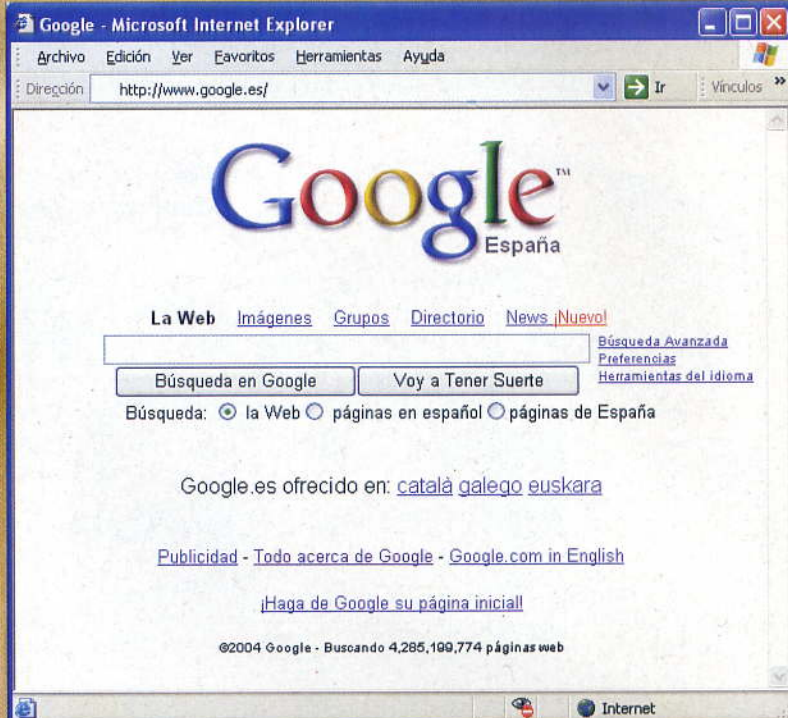 Google - Microsoft Internet Explorer
Archivo Edición Ver Favoritos Herramientas Ayuda
Dirección http://www.google.es/ Ir Vínculos »
Google™
España
La Web Imágenes Grupos Directorio News ¡Nuevo!
Búsqueda Avanzada
Preferencias
Herramientas del idioma
Búsqueda en Google Voy a Tener Suerte
Búsqueda: la Web páginas en español páginas de España
Google.es ofrecido en: català galego euskara
Publicidad - Todo acerca de Google - Google.com in English
¡Haga de Google su página inicial!
©2004 Google - Buscando 4,285,199,774 páginas web
Internet